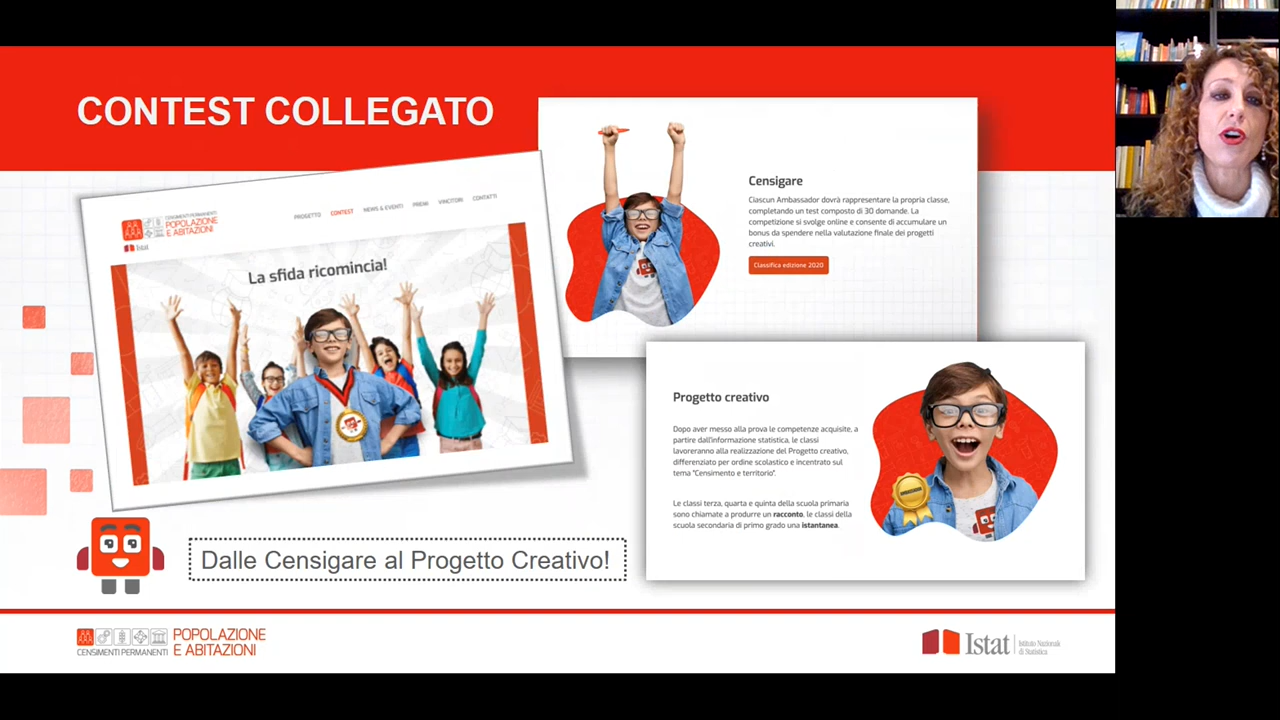 CONTEST COLLEGATO
CENSIMENTI PERMANENTI
POPOLAZIONE
E ABITAZIONI
Istat
PROGETTO CONTEST NEWS & EVENTI PREMI VINCITORI CONTATTI
La sfida ricomincia!
Censigare
Ciascun Ambassador dovrà rappresentare la propria classe,
completando un test composto di 30 domande. La
competizione si svolge online e consente di accumulare un
bonus da spendere nella valutazione finale dei progetti
creativi.
Classifica edizione 2020
Progetto creativo
Dopo aver messo alla prova le competenze acquisite, a
partire dall'informazione statistica, le classi
lavoreranno alla realizzazione del Progetto creativo,
differenziato per ordine scolastico e incentrato sul
tema "Censimento e territorio".
Le classi terza, quarta e quinta della scuola primaria
sono chiamate a produrre un racconto, le classi della
scuola secondaria di primo grado una istantanea.
Dalle Censigare al Progetto Creativo!
CENSIMENTI PERMANENTI
POPOLAZIONE
E ABITAZIONI
Istat
Istituto Nazionale
di Statistica